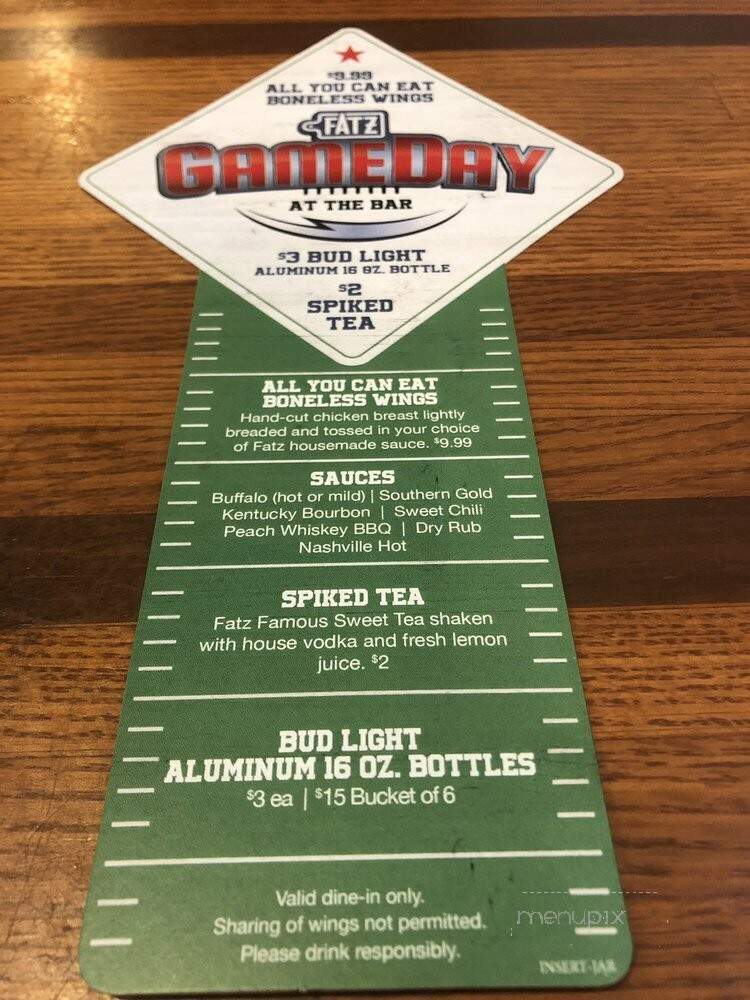 $9.99
ALL YOU CAN EAT
BONELESS WINGS
FATZ
GAMEDAY
AT THE BAR
$3 BUD LIGHT
ALUMINUM 16 OZ. BOTTLE
$2
SPIKED
TEA
ALL YOU CAN EAT
BONELESS WINGS
Hand-cut chicken breast lightly
breaded and tossed in your choice
of Fatz housemade sauce. $9.99
SAUCES
Buffalo (hot or mild) | Southern Gold
Kentucky Bourbon | Sweet Chili
Peach Whiskey BBQ | Dry Rub
Nashville Hot
SPIKED TEA
Fatz Famous Sweet Tea shaken
with house vodka and fresh lemon
juice. $2
BUD LIGHT
ALUMINUM 16 OZ. BOTTLES
$3 ea | $15 Bucket of 6
Valid dine-in only.
Sharing of wings not permitted.
Please drink responsibly.
menupix
INSERT-JAR